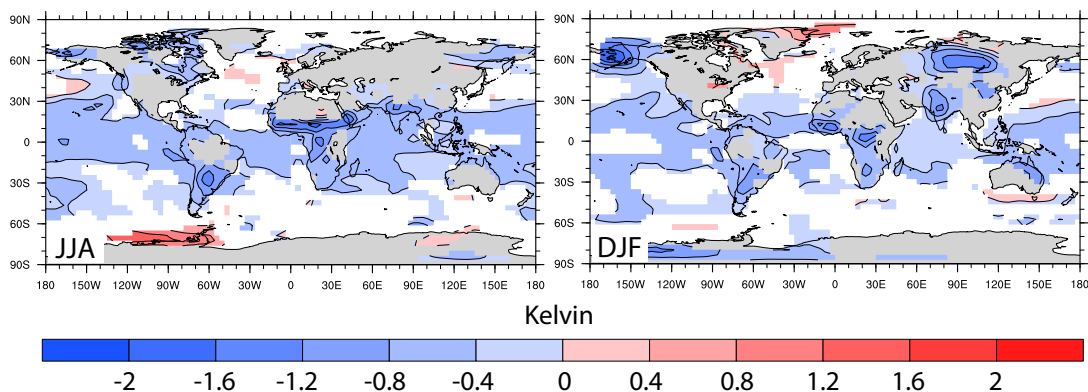 90N 90N
60N 60N
30N 30N
0 0
30S 30S
60S 60S
JJA DJF
90S 90S
180 150W 120W 90W 60W 30W 0 30E 60E 90E 120E 150E 180 180 150W 120W 90W 60W 30W 0 30E 60E 90E 120E 150E 180
Kelvin
-2 -1.6 -1.2 -0.8 -0.4 0 0.4 0.8 1.2 1.6 2